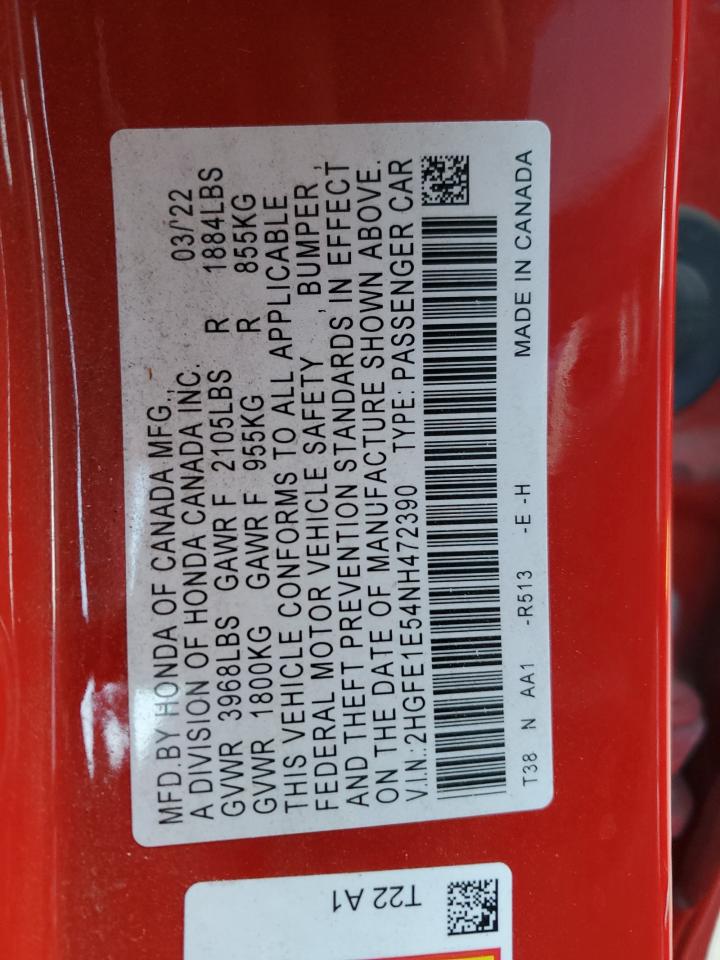 MFD.BY HONDA OF CANADA MFG., 03/'22
A DIVISION OF HONDA CANADA INC.
GVWR 3968LBS GAWR F 2105LBS R 1884LBS
GVWR 1800KG GAWR F 955KG R 855KG
THIS VEHICLE CONFORMS TO ALL APPLICABLE
FEDERAL MOTOR VEHICLE SAFETY , BUMPER ,
AND THEFT PREVENTION STANDARDS IN EFFECT
ON THE DATE OF MANUFACTURE SHOWN ABOVE.
V.I.N.:2HGFE1E54NH472390 TYPE: PASSENGER CAR
T38 N AA1 -R513 -E -H MADE IN CANADA
T22 A1